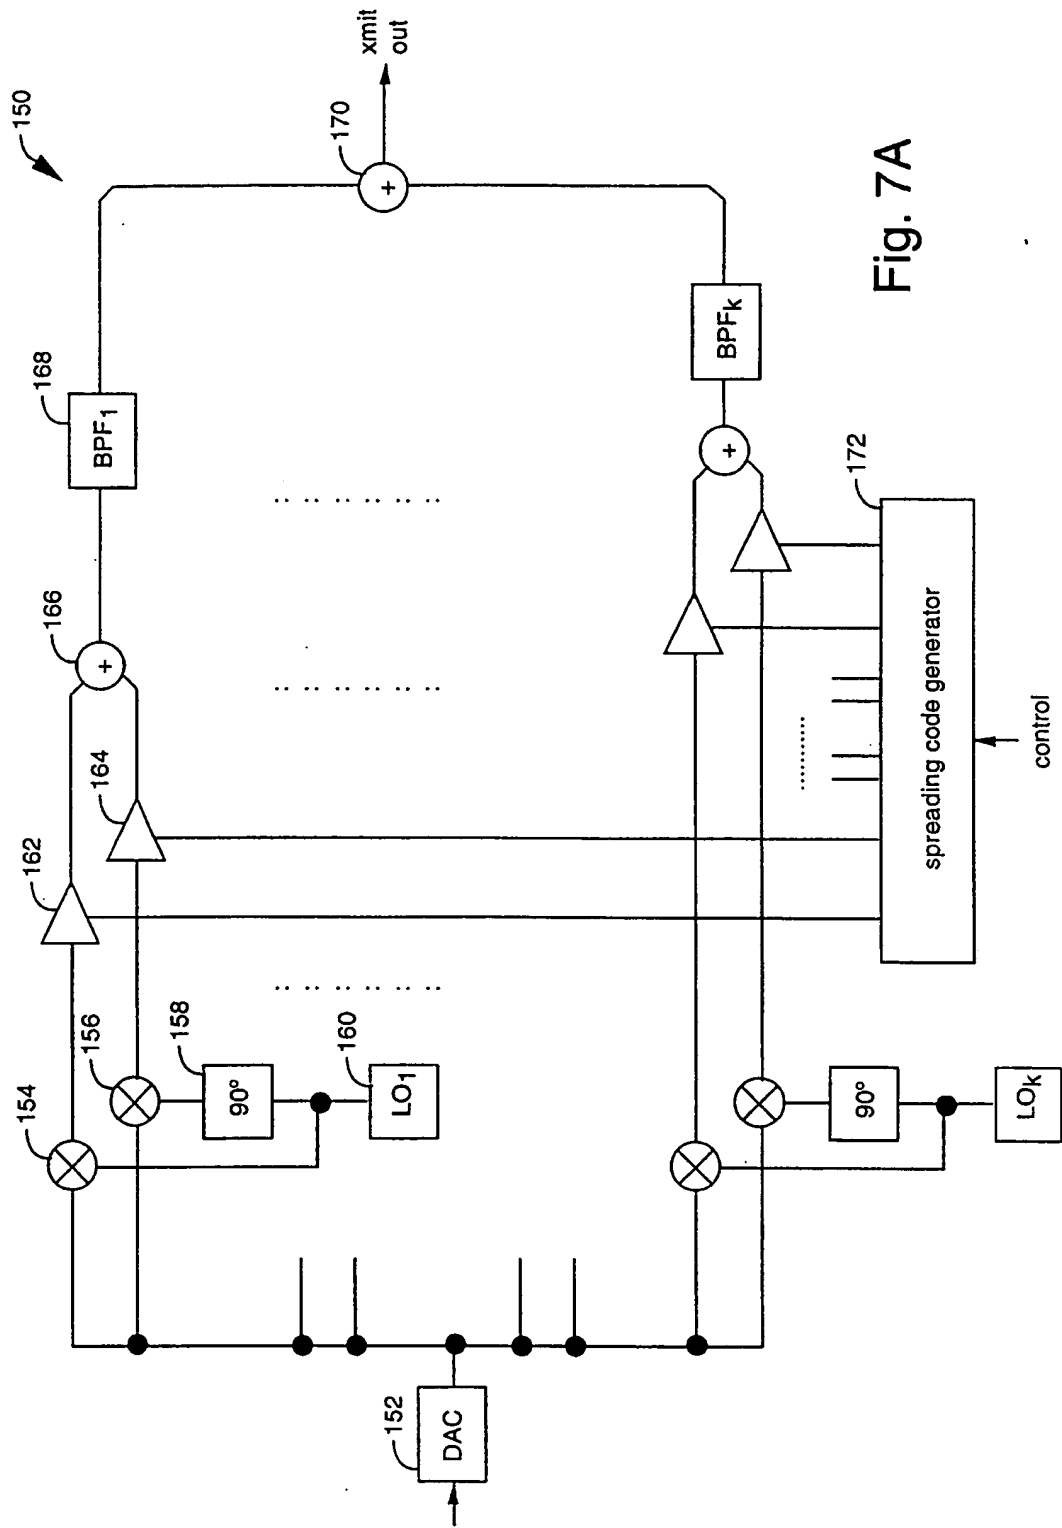 150
xmit
out
170
168
BPF1
166
+
+
162
164
154
156
158
90°
160
LO1
152
DAC
BPFk
+
172
spreading code generator
control
90°
LOk
Fig. 7A